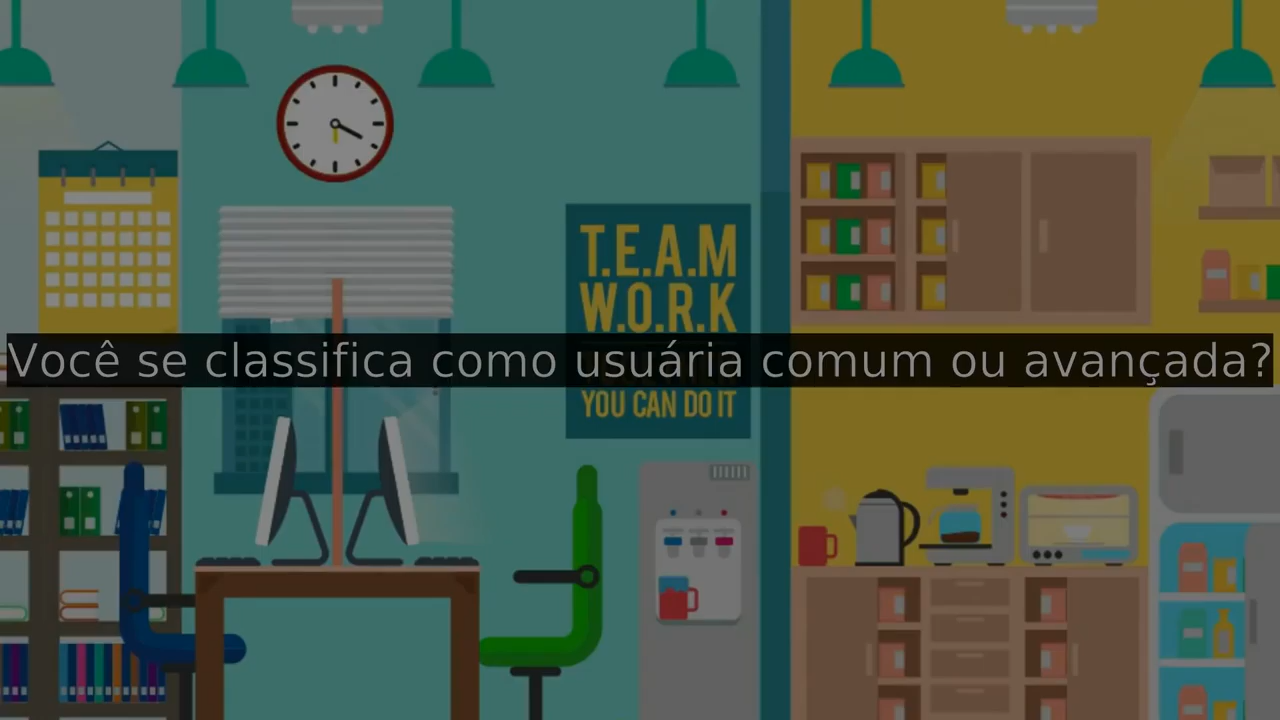 T.E.A.M
W.O.R.K
Você se classifica como usuária comum ou avançada?
YOU CAN DO IT